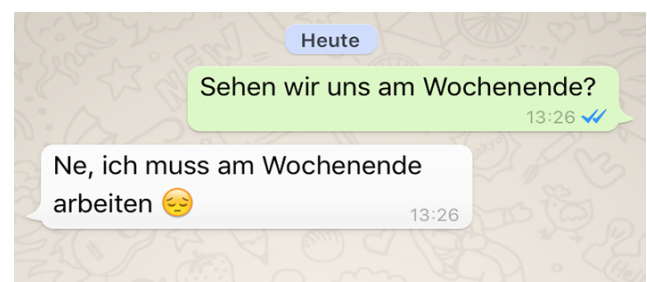 Heute
Sehen wir uns am Wochenende?
13:26
Ne, ich muss am Wochenende
arbeiten 😔
13:26